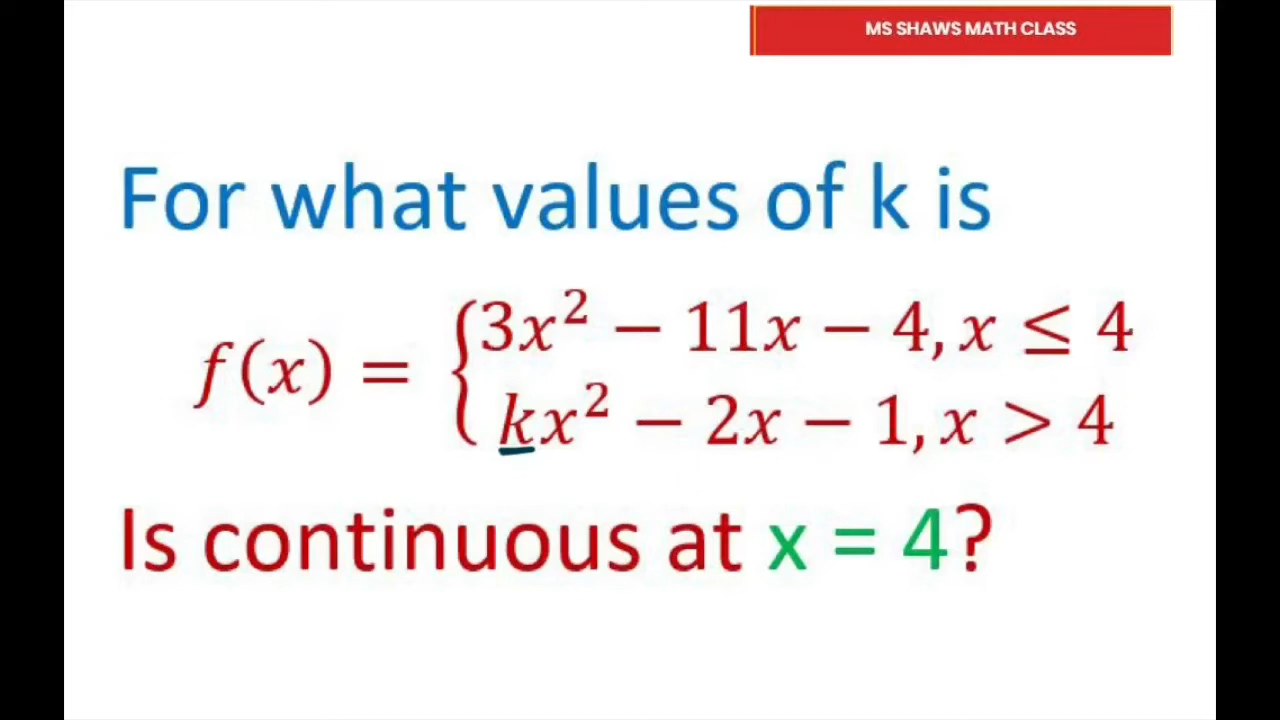 MS SHAWS MATH CLASS
For what values of k is
f(x) = {3x² − 11x − 4, x ≤ 4
kx² − 2x − 1, x > 4
Is continuous at x = 4?